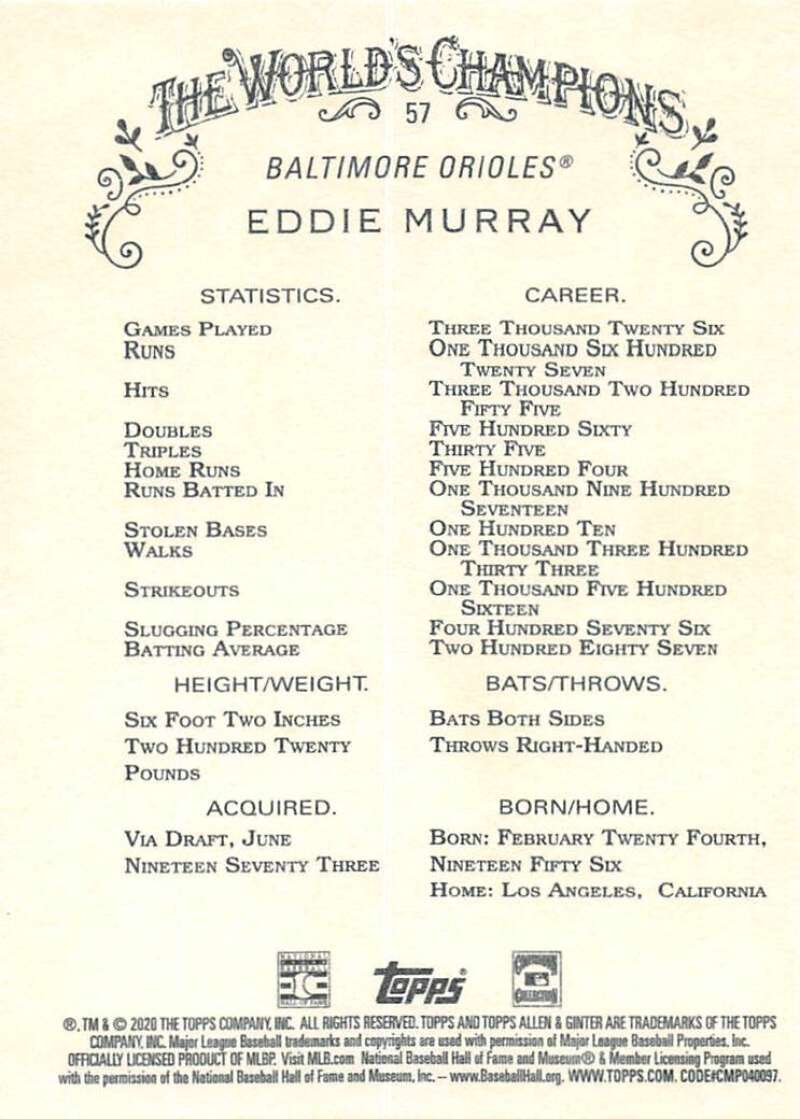 THE WORLD'S CHAMPIONS
57
BALTIMORE ORIOLES®
EDDIE MURRAY
STATISTICS. CAREER.
GAMES PLAYED THREE THOUSAND TWENTY SIX
RUNS ONE THOUSAND SIX HUNDRED
TWENTY SEVEN
HITS THREE THOUSAND TWO HUNDRED
FIFTY FIVE
DOUBLES FIVE HUNDRED SIXTY
TRIPLES THIRTY FIVE
HOME RUNS FIVE HUNDRED FOUR
RUNS BATTED IN ONE THOUSAND NINE HUNDRED
SEVENTEEN
STOLEN BASES ONE HUNDRED TEN
WALKS ONE THOUSAND THREE HUNDRED
THIRTY THREE
STRIKEOUTS ONE THOUSAND FIVE HUNDRED
SIXTEEN
SLUGGING PERCENTAGE FOUR HUNDRED SEVENTY SIX
BATTING AVERAGE TWO HUNDRED EIGHTY SEVEN
HEIGHT/WEIGHT. BATS/THROWS.
SIX FOOT TWO INCHES BATS BOTH SIDES
TWO HUNDRED TWENTY THROWS RIGHT-HANDED
POUNDS
ACQUIRED. BORN/HOME.
VIA DRAFT, JUNE BORN: FEBRUARY TWENTY FOURTH,
NINETEEN SEVENTY THREE NINETEEN FIFTY SIX
HOME: LOS ANGELES, CALIFORNIA
NATIONAL BASEBALL HALL OF FAME
Topps®
COOPERSTOWN COLLECTION
®, TM & © 2020 THE TOPPS COMPANY, INC. ALL RIGHTS RESERVED. TOPPS AND TOPPS ALLEN & GINTER ARE TRADEMARKS OF THE TOPPS
COMPANY, INC. Major League Baseball trademarks and copyrights are used with permission of Major League Baseball Properties, Inc.
OFFICIALLY LICENSED PRODUCT OF MLBP. Visit MLB.com National Baseball Hall of Fame and Museum® & Member Licensing Program used
with the permission of the National Baseball Hall of Fame and Museum, Inc. – www.BaseballHall.org. WWW.TOPPS.COM. CODE#CMP040097.